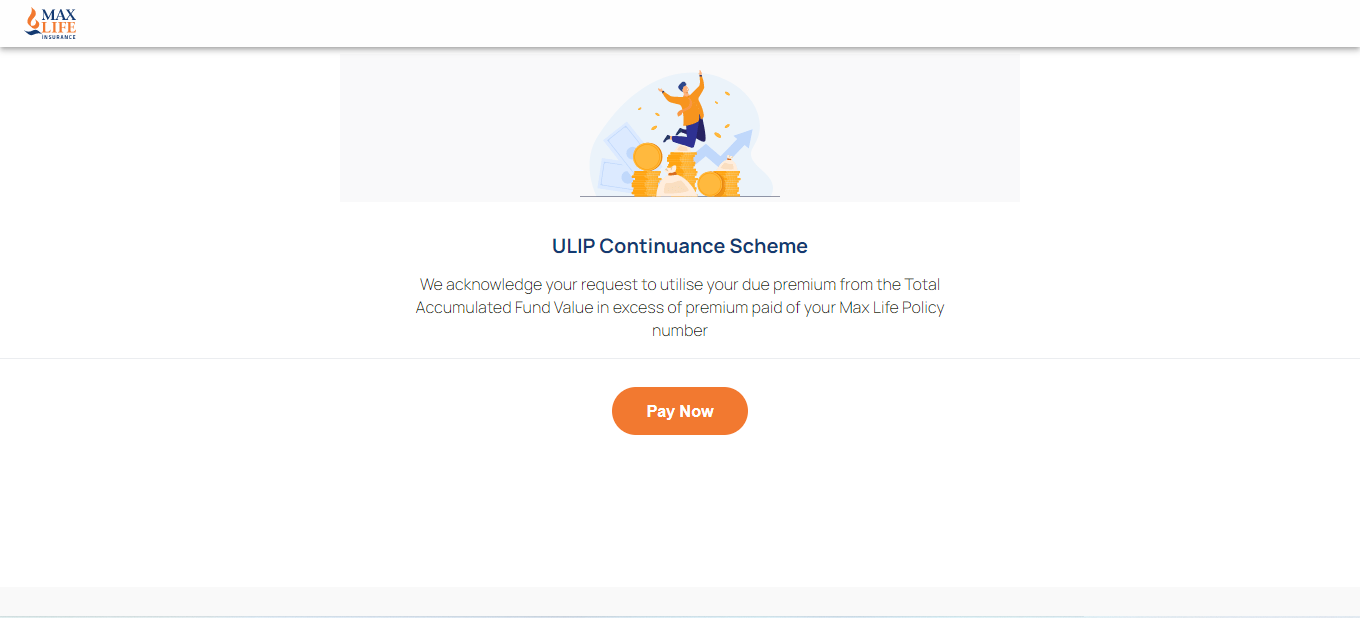 MAX
LIFE
INSURANCE
ULIP Continuance Scheme
We acknowledge your request to utilise your due premium from the Total
Accumulated Fund Value in excess of premium paid of your Max Life Policy
number
Pay Now